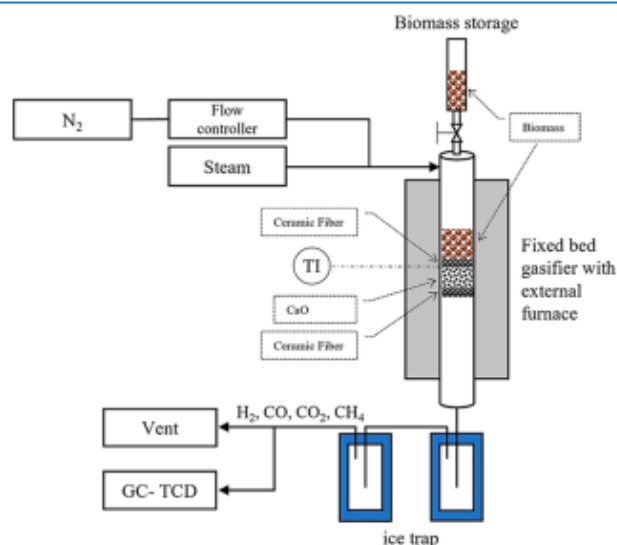 Biomass storage
N₂
Flow
controller
Steam
Biomass
Ceramic Fiber
TI
CaO
Ceramic Fiber
Fixed bed
gasifier with
external
furnace
H₂, CO, CO₂, CH₄
Vent
GC- TCD
ice trap